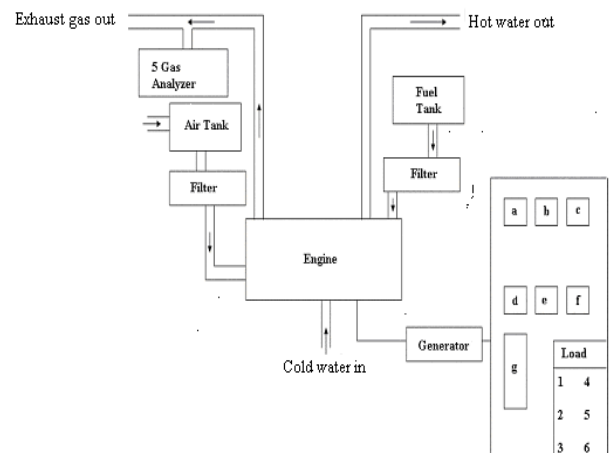 Exhaust gas out
Hot water out
5 Gas
Analyzer
Air Tank
Filter
Fuel
Tank
Filter
Engine
Cold water in
Generator
a b c
d e f
g
Load
1 4
2 5
3 6